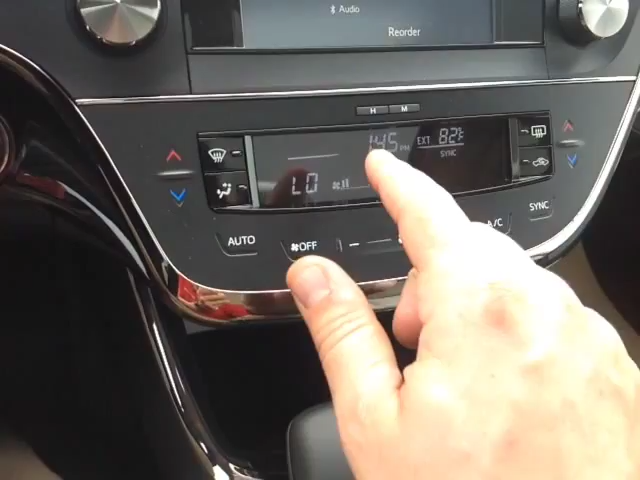 Audio
Reorder
H M
1:45 PM EXT 82°F
SYNC
LO
AUTO
OFF
A/C
SYNC